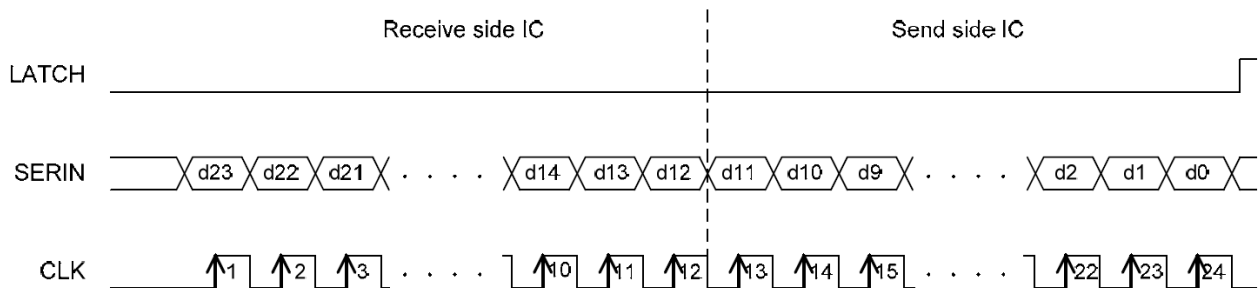 Receive side IC Send side IC
LATCH
SERIN d23 d22 d21 . . . . d14 d13 d12 d11 d10 d9 . . . . d2 d1 d0
CLK 1 2 3 . . . . 10 11 12 13 14 15 . . . . 22 23 24